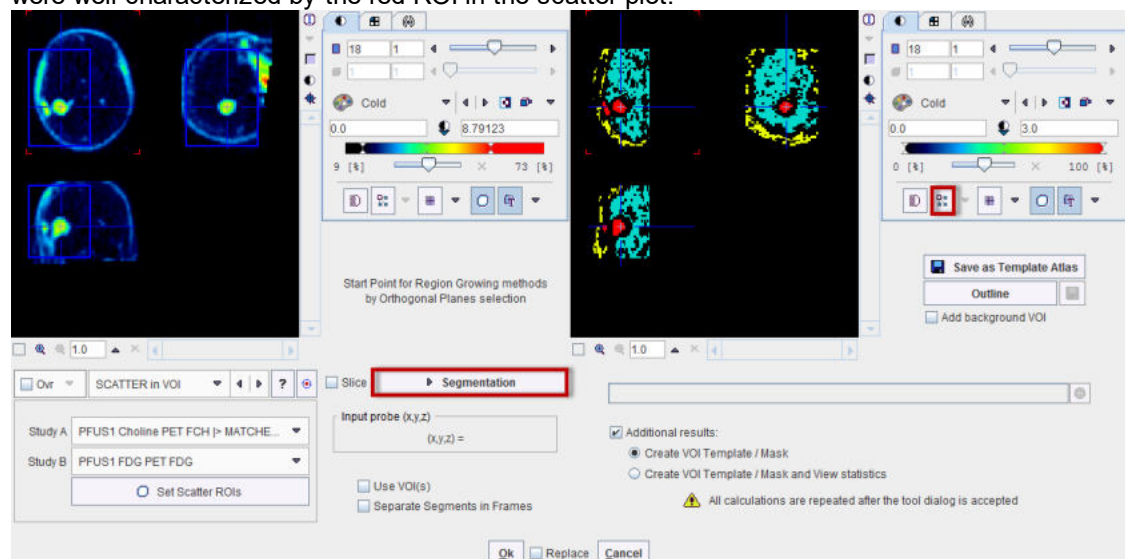 were well characterized by the red ROI in the scatter plot.
18 1
1 1
Cold
0.0 8.79123
9 [%] 73 [%]
Start Point for Region Growing methods
by Orthogonal Planes selection
18 1
1 1
Cold
0.0 3.0
0 [%] 100 [%]
Save as Template Atlas
Outline
Add background VOI
1.0
1.0
Ovr SCATTER in VOI ?
Slice Segmentation
Study A PFUS1 Choline PET FCH |> MATCHE...
Study B PFUS1 FDG PET FDG
Set Scatter ROIs
Input probe (x,y,z)
(x,y,z) =
Use VOI(s)
Separate Segments in Frames
Additional results:
Create VOI Template / Mask
Create VOI Template / Mask and View statistics
All calculations are repeated after the tool dialog is accepted
Ok Replace Cancel